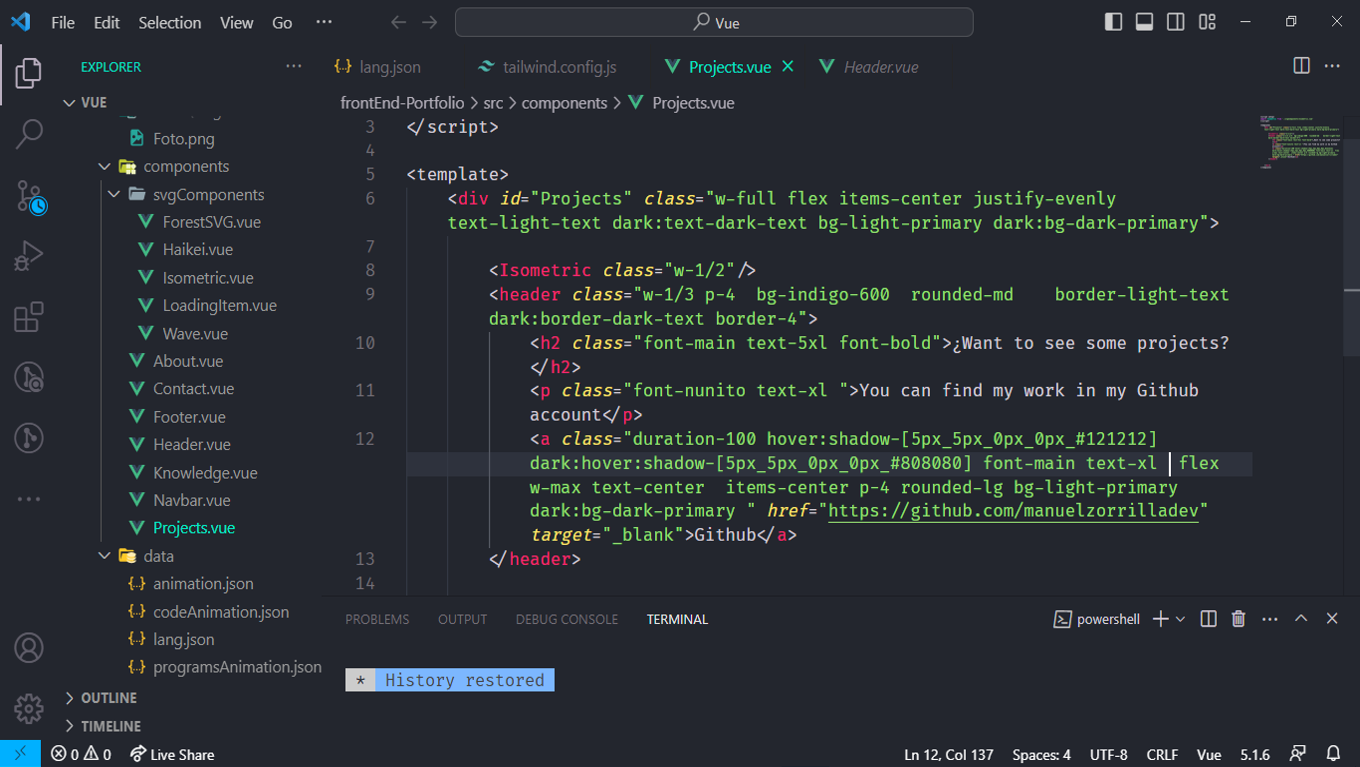 File Edit Selection View Go ··· Vue
EXPLORER ···
VUE
Foto.png
components
svgComponents
ForestSVG.vue
Haikei.vue
Isometric.vue
LoadingItem.vue
Wave.vue
About.vue
Contact.vue
Footer.vue
Header.vue
Knowledge.vue
Navbar.vue
Projects.vue
data
animation.json
codeAnimation.json
lang.json
programsAnimation.json
OUTLINE
TIMELINE
lang.json tailwind.config.js Projects.vue Header.vue
frontEnd-Portfolio > src > components > Projects.vue
3 </script>
4
5 <template>
6 <div id="Projects" class="w-full flex items-center justify-evenly
text-light-text dark:text-dark-text bg-light-primary dark:bg-dark-primary">
7
8 <Isometric class="w-1/2"/>
9 <header class="w-1/3 p-4  bg-indigo-600  rounded-md    border-light-text
dark:border-dark-text border-4">
10 <h2 class="font-main text-5xl font-bold">¿Want to see some projects?
</h2>
11 <p class="font-nunito text-xl ">You can find my work in my Github
account</p>
12 <a class="duration-100 hover:shadow-[5px_5px_0px_0px_#121212]
dark:hover:shadow-[5px_5px_0px_0px_#808080] font-main text-xl  flex
w-max text-center  items-center p-4 rounded-lg bg-light-primary
dark:bg-dark-primary " href="https://github.com/manuelzorrilladev"
target="_blank">Github</a>
13 </header>
14
PROBLEMS OUTPUT DEBUG CONSOLE TERMINAL powershell
* History restored
0 0 Live Share Ln 12, Col 137 Spaces: 4 UTF-8 CRLF Vue 5.1.6